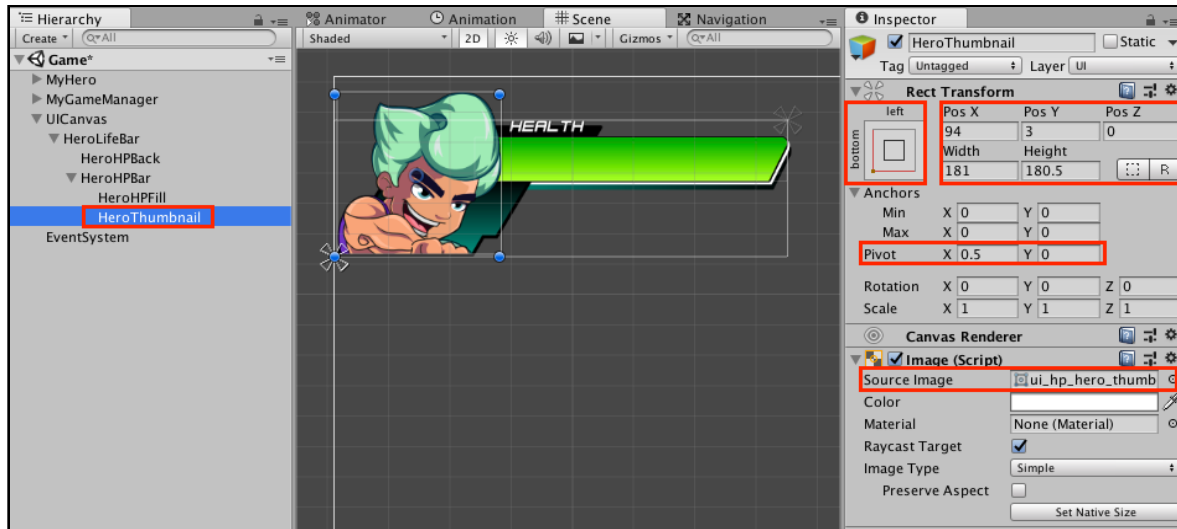 Hierarchy
Create
All
Game*
MyHero
MyGameManager
UICanvas
HeroLifeBar
HeroHPBack
HeroHPBar
HeroHPFill
HeroThumbnail
EventSystem
Animator
Animation
Scene
Navigation
Shaded
2D
Gizmos
All
HEALTH
Inspector
HeroThumbnail
Static
Tag Untagged
Layer UI
Rect Transform
left
bottom
Pos X Pos Y Pos Z
94 3 0
Width Height
181 180.5
R
Anchors
Min X 0 Y 0
Max X 0 Y 0
Pivot X 0.5 Y 0
Rotation X 0 Y 0 Z 0
Scale X 1 Y 1 Z 1
Canvas Renderer
Image (Script)
Source Image ui_hp_hero_thumb
Color
Material None (Material)
Raycast Target
Image Type Simple
Preserve Aspect
Set Native Size